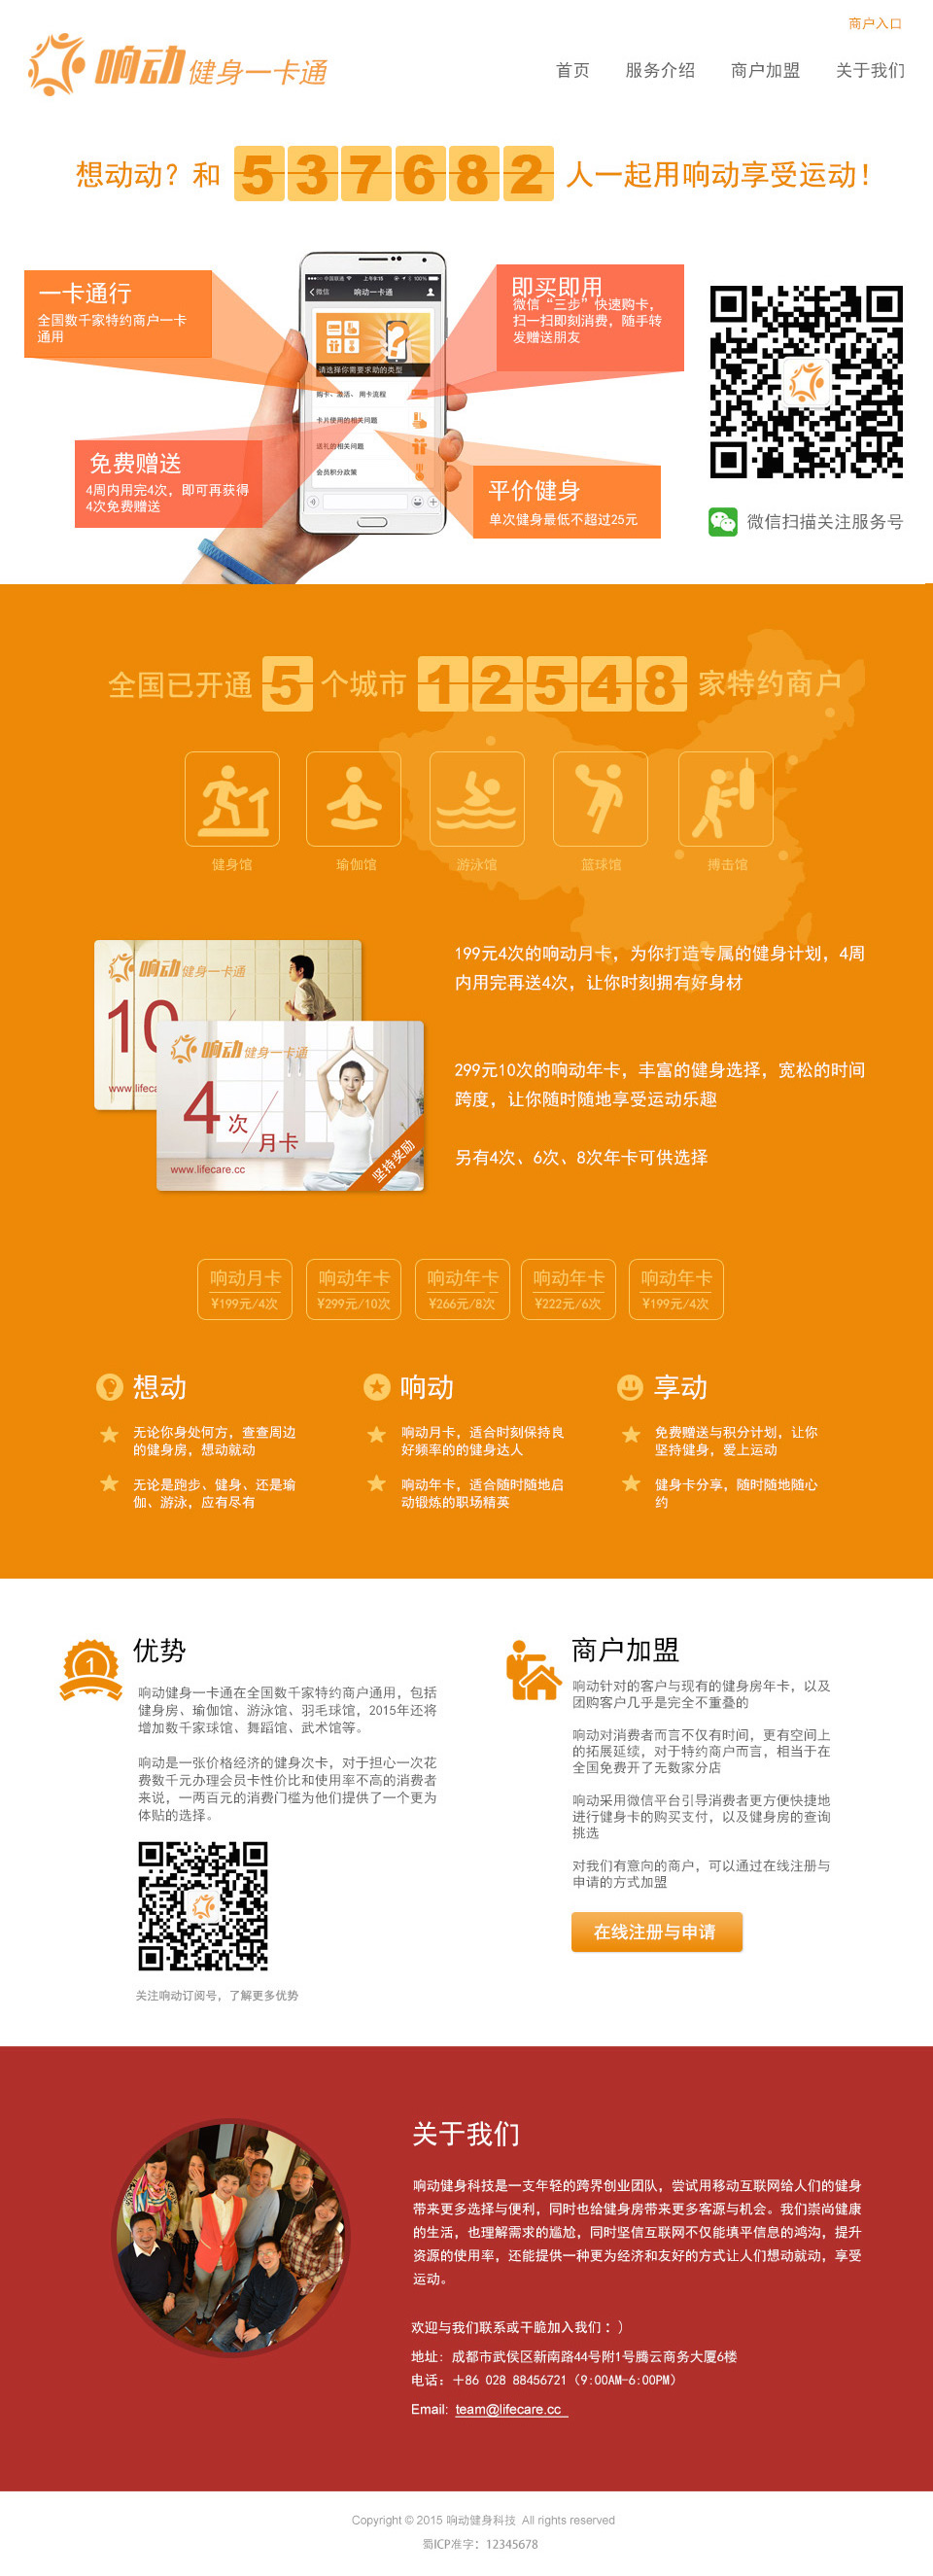 商户入口
响动健身一卡通
首页 服务介绍 商户加盟 关于我们
想动动？和 537682 人一起用响动享受运动！
一卡通行
全国数千家特约商户一卡
通用
即买即用
微信“三步”快速购卡，
扫一扫即刻消费，随手转
发赠送朋友
中国联通 上午8:15 100%
微信 响动一卡通
请选择你需要求助的类型
购卡、激活、用卡流程
卡片使用的相关问题
送礼的相关问题
会员积分政策
免费赠送
4周内用完4次，即可再获得
4次免费赠送
平价健身
单次健身最低不超过25元
微信扫描关注服务号
全国已开通 5 个城市 12548 家特约商户
健身馆 瑜伽馆 游泳馆 篮球馆 搏击馆
响动健身一卡通
10
www.lifecar
响动健身一卡通
4次/月卡
www.lifecare.cc
坚持奖励
199元4次的响动月卡，为你打造专属的健身计划，4周
内用完再送4次，让你时刻拥有好身材
299元10次的响动年卡，丰富的健身选择，宽松的时间
跨度，让你随时随地享受运动乐趣
另有4次、6次、8次年卡可供选择
响动月卡 响动年卡 响动年卡 响动年卡 响动年卡
¥199元/4次 ¥299元/10次 ¥266元/8次 ¥222元/6次 ¥199元/4次
想动
无论你身处何方，查查周边
的健身房，想动就动
无论是跑步、健身、还是瑜
伽、游泳，应有尽有
响动
响动月卡，适合时刻保持良
好频率的的健身达人
响动年卡，适合随时随地启
动锻炼的职场精英
享动
免费赠送与积分计划，让你
坚持健身，爱上运动
健身卡分享，随时随地随心
约
1
优势
响动健身一卡通在全国数千家特约商户通用，包括
健身房、瑜伽馆、游泳馆、羽毛球馆，2015年还将
增加数千家球馆、舞蹈馆、武术馆等。
响动是一张价格经济的健身次卡，对于担心一次花
费数千元办理会员卡性价比和使用率不高的消费者
来说，一两百元的消费门槛为他们提供了一个更为
体贴的选择。
关注响动订阅号，了解更多优势
商户加盟
响动针对的客户与现有的健身房年卡，以及
团购客户几乎是完全不重叠的
响动对消费者而言不仅有时间，更有空间上
的拓展延续，对于特约商户而言，相当于在
全国免费开了无数家分店
响动采用微信平台引导消费者更方便快捷地
进行健身卡的购买支付，以及健身房的查询
挑选
对我们有意向的商户，可以通过在线注册与
申请的方式加盟
在线注册与申请
关于我们
响动健身科技是一支年轻的跨界创业团队，尝试用移动互联网给人们的健身
带来更多选择与便利，同时也给健身房带来更多客源与机会。我们崇尚健康
的生活，也理解需求的尴尬，同时坚信互联网不仅能填平信息的鸿沟，提升
资源的使用率，还能提供一种更为经济和友好的方式让人们想动就动，享受
运动。
欢迎与我们联系或干脆加入我们：）
地址：成都市武侯区新南路44号附1号腾云商务大厦6楼
电话：＋86 028 88456721（9:00AM-6:00PM）
Email: team@lifecare.cc
Copyright © 2015 响动健身科技 All rights reserved
蜀ICP准字：12345678